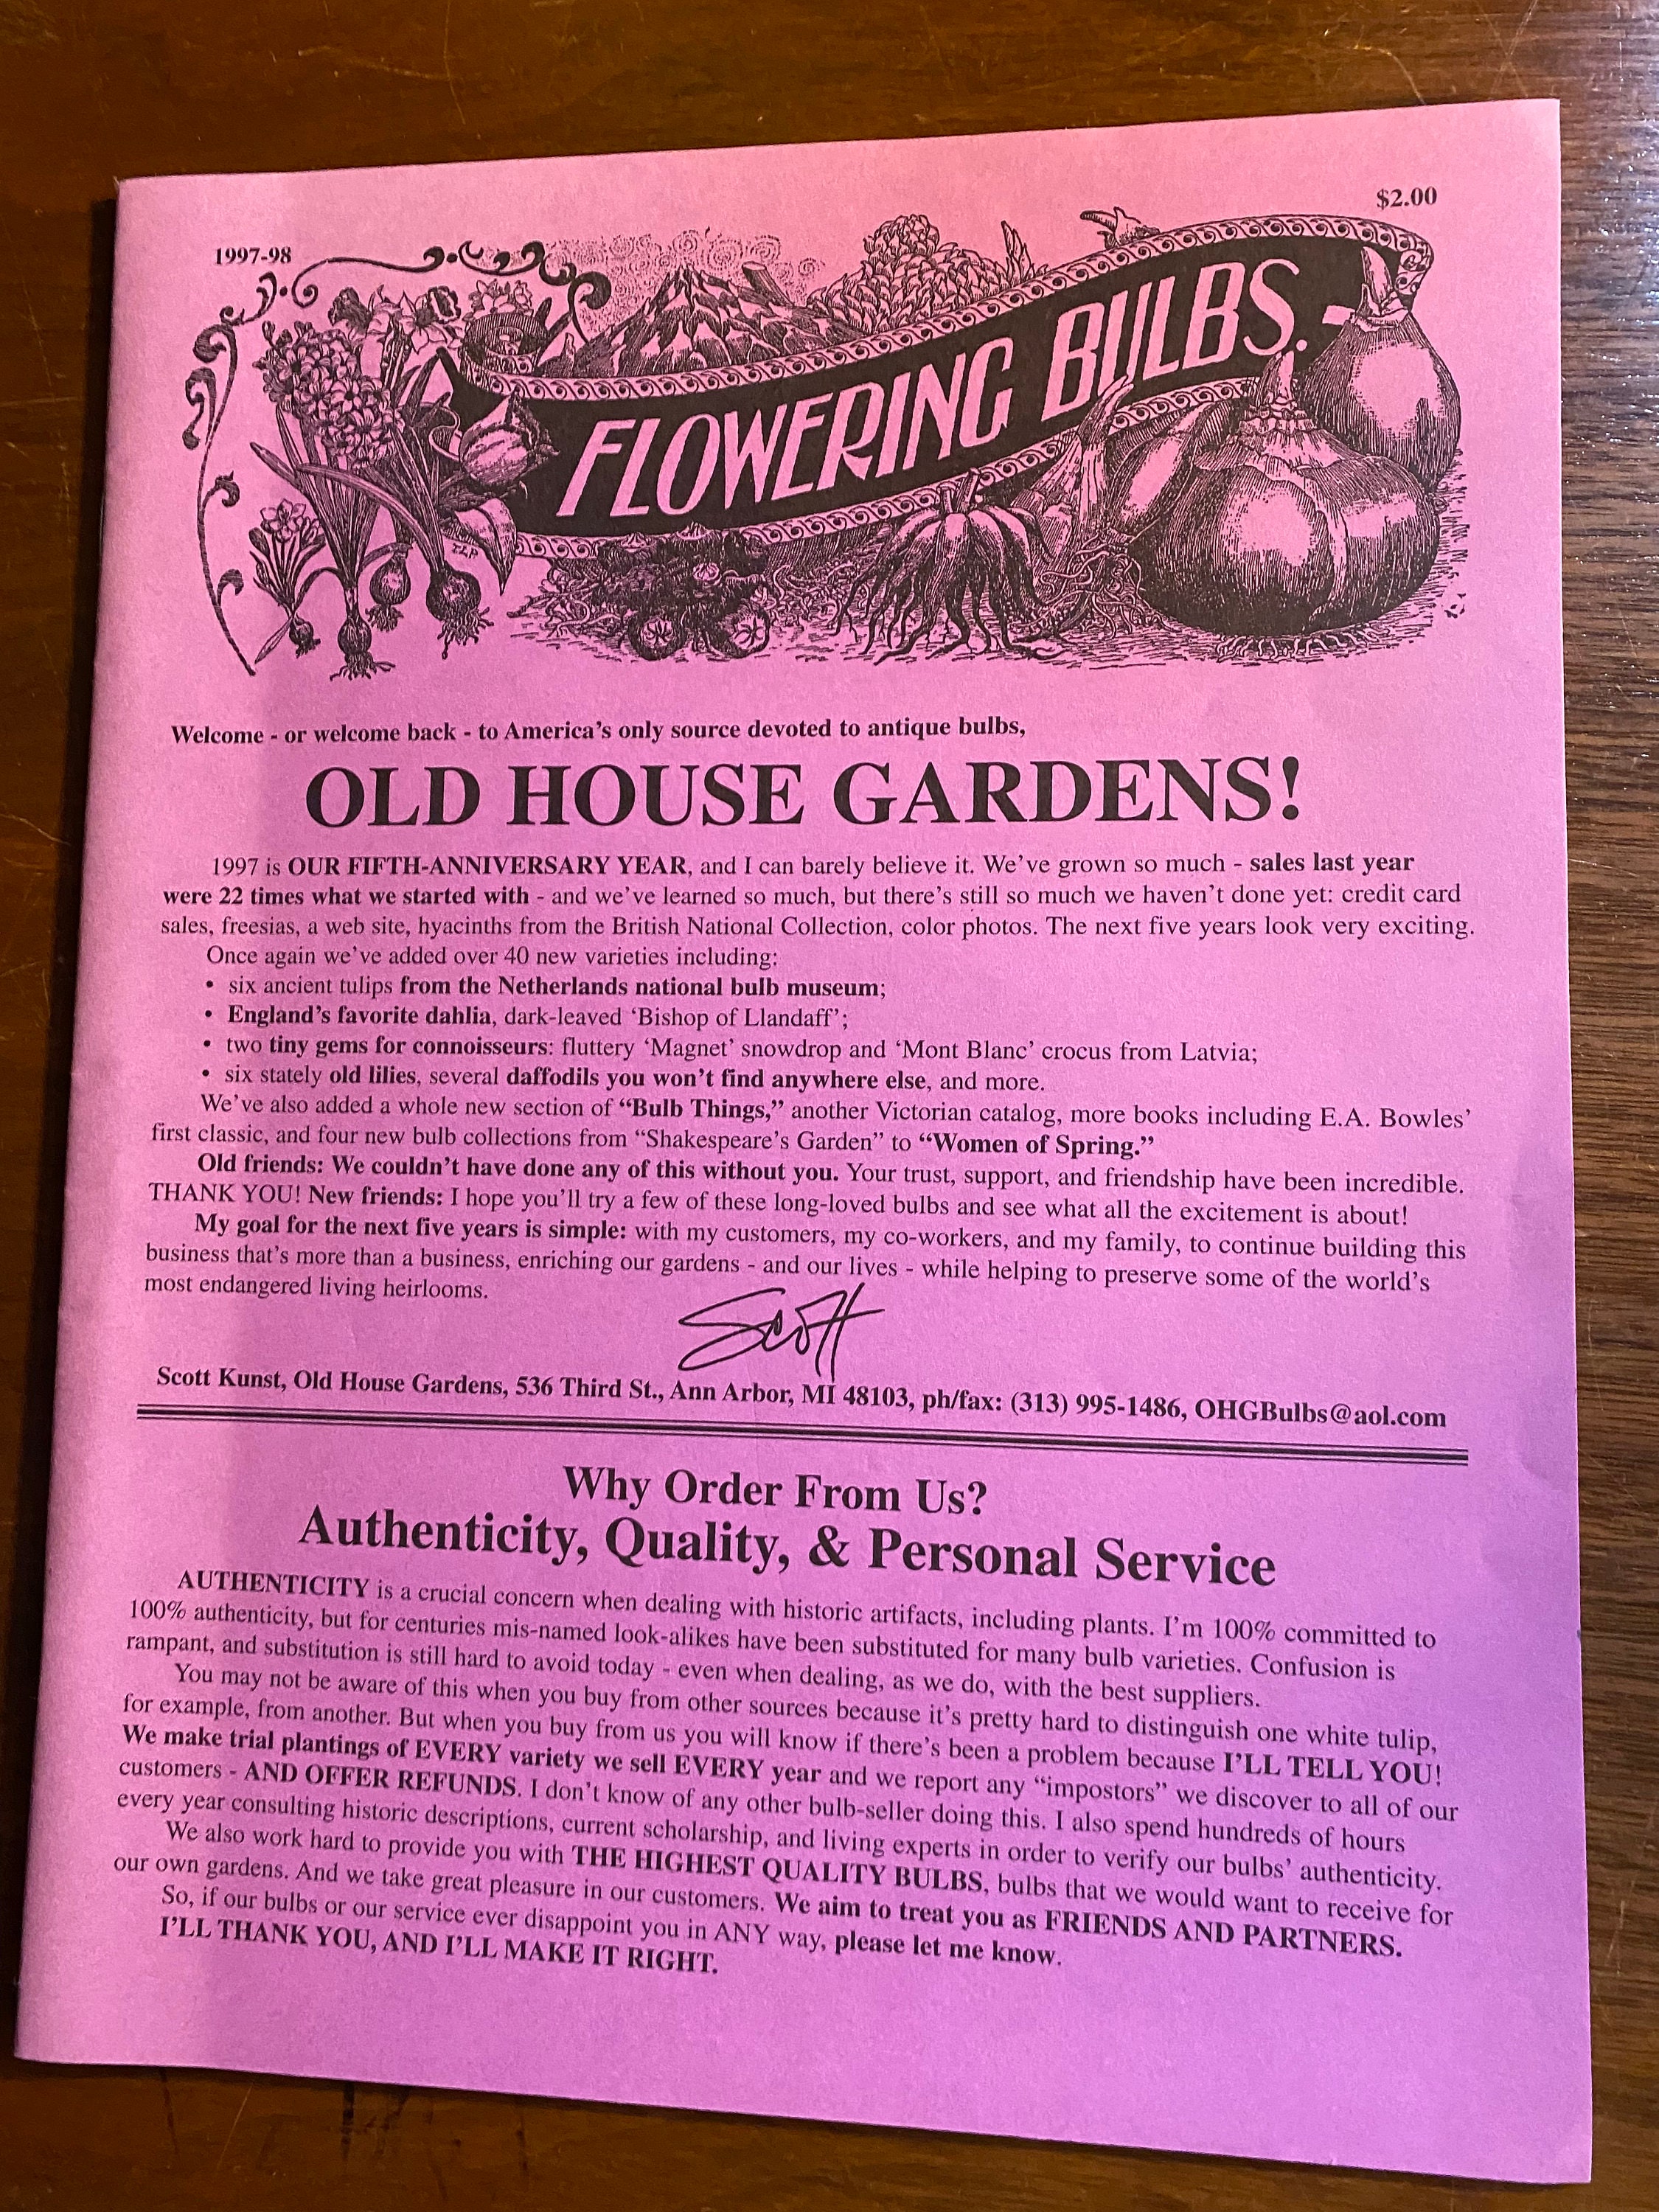 $2.00
1997-98
FLOWERING BULBS.
Welcome - or welcome back - to America's only source devoted to antique bulbs,
OLD HOUSE GARDENS!
1997 is OUR FIFTH-ANNIVERSARY YEAR, and I can barely believe it. We've grown so much - sales last year
were 22 times what we started with - and we've learned so much, but there's still so much we haven't done yet: credit card
sales, freesias, a web site, hyacinths from the British National Collection, color photos. The next five years look very exciting.
Once again we've added over 40 new varieties including:
• six ancient tulips from the Netherlands national bulb museum;
• England's favorite dahlia, dark-leaved ‘Bishop of Llandaff’;
• two tiny gems for connoisseurs: fluttery ‘Magnet’ snowdrop and ‘Mont Blanc’ crocus from Latvia;
• six stately old lilies, several daffodils you won't find anywhere else, and more.
We've also added a whole new section of “Bulb Things,” another Victorian catalog, more books including E.A. Bowles’
first classic, and four new bulb collections from “Shakespeare's Garden” to “Women of Spring.”
Old friends: We couldn't have done any of this without you. Your trust, support, and friendship have been incredible.
THANK YOU! New friends: I hope you'll try a few of these long-loved bulbs and see what all the excitement is about!
My goal for the next five years is simple: with my customers, my co-workers, and my family, to continue building this
business that's more than a business, enriching our gardens - and our lives - while helping to preserve some of the world's
most endangered living heirlooms.
Scott
Scott Kunst, Old House Gardens, 536 Third St., Ann Arbor, MI 48103, ph/fax: (313) 995-1486, OHGBulbs@aol.com
Why Order From Us?
Authenticity, Quality, & Personal Service
AUTHENTICITY is a crucial concern when dealing with historic artifacts, including plants. I'm 100% committed to
100% authenticity, but for centuries mis-named look-alikes have been substituted for many bulb varieties. Confusion is
rampant, and substitution is still hard to avoid today - even when dealing, as we do, with the best suppliers.
You may not be aware of this when you buy from other sources because it's pretty hard to distinguish one white tulip,
for example, from another. But when you buy from us you will know if there's been a problem because I'LL TELL YOU!
We make trial plantings of EVERY variety we sell EVERY year and we report any “impostors” we discover to all of our
customers - AND OFFER REFUNDS. I don't know of any other bulb-seller doing this. I also spend hundreds of hours
every year consulting historic descriptions, current scholarship, and living experts in order to verify our bulbs’ authenticity.
We also work hard to provide you with THE HIGHEST QUALITY BULBS, bulbs that we would want to receive for
our own gardens. And we take great pleasure in our customers. We aim to treat you as FRIENDS AND PARTNERS.
So, if our bulbs or our service ever disappoint you in ANY way, please let me know.
I'LL THANK YOU, AND I'LL MAKE IT RIGHT.